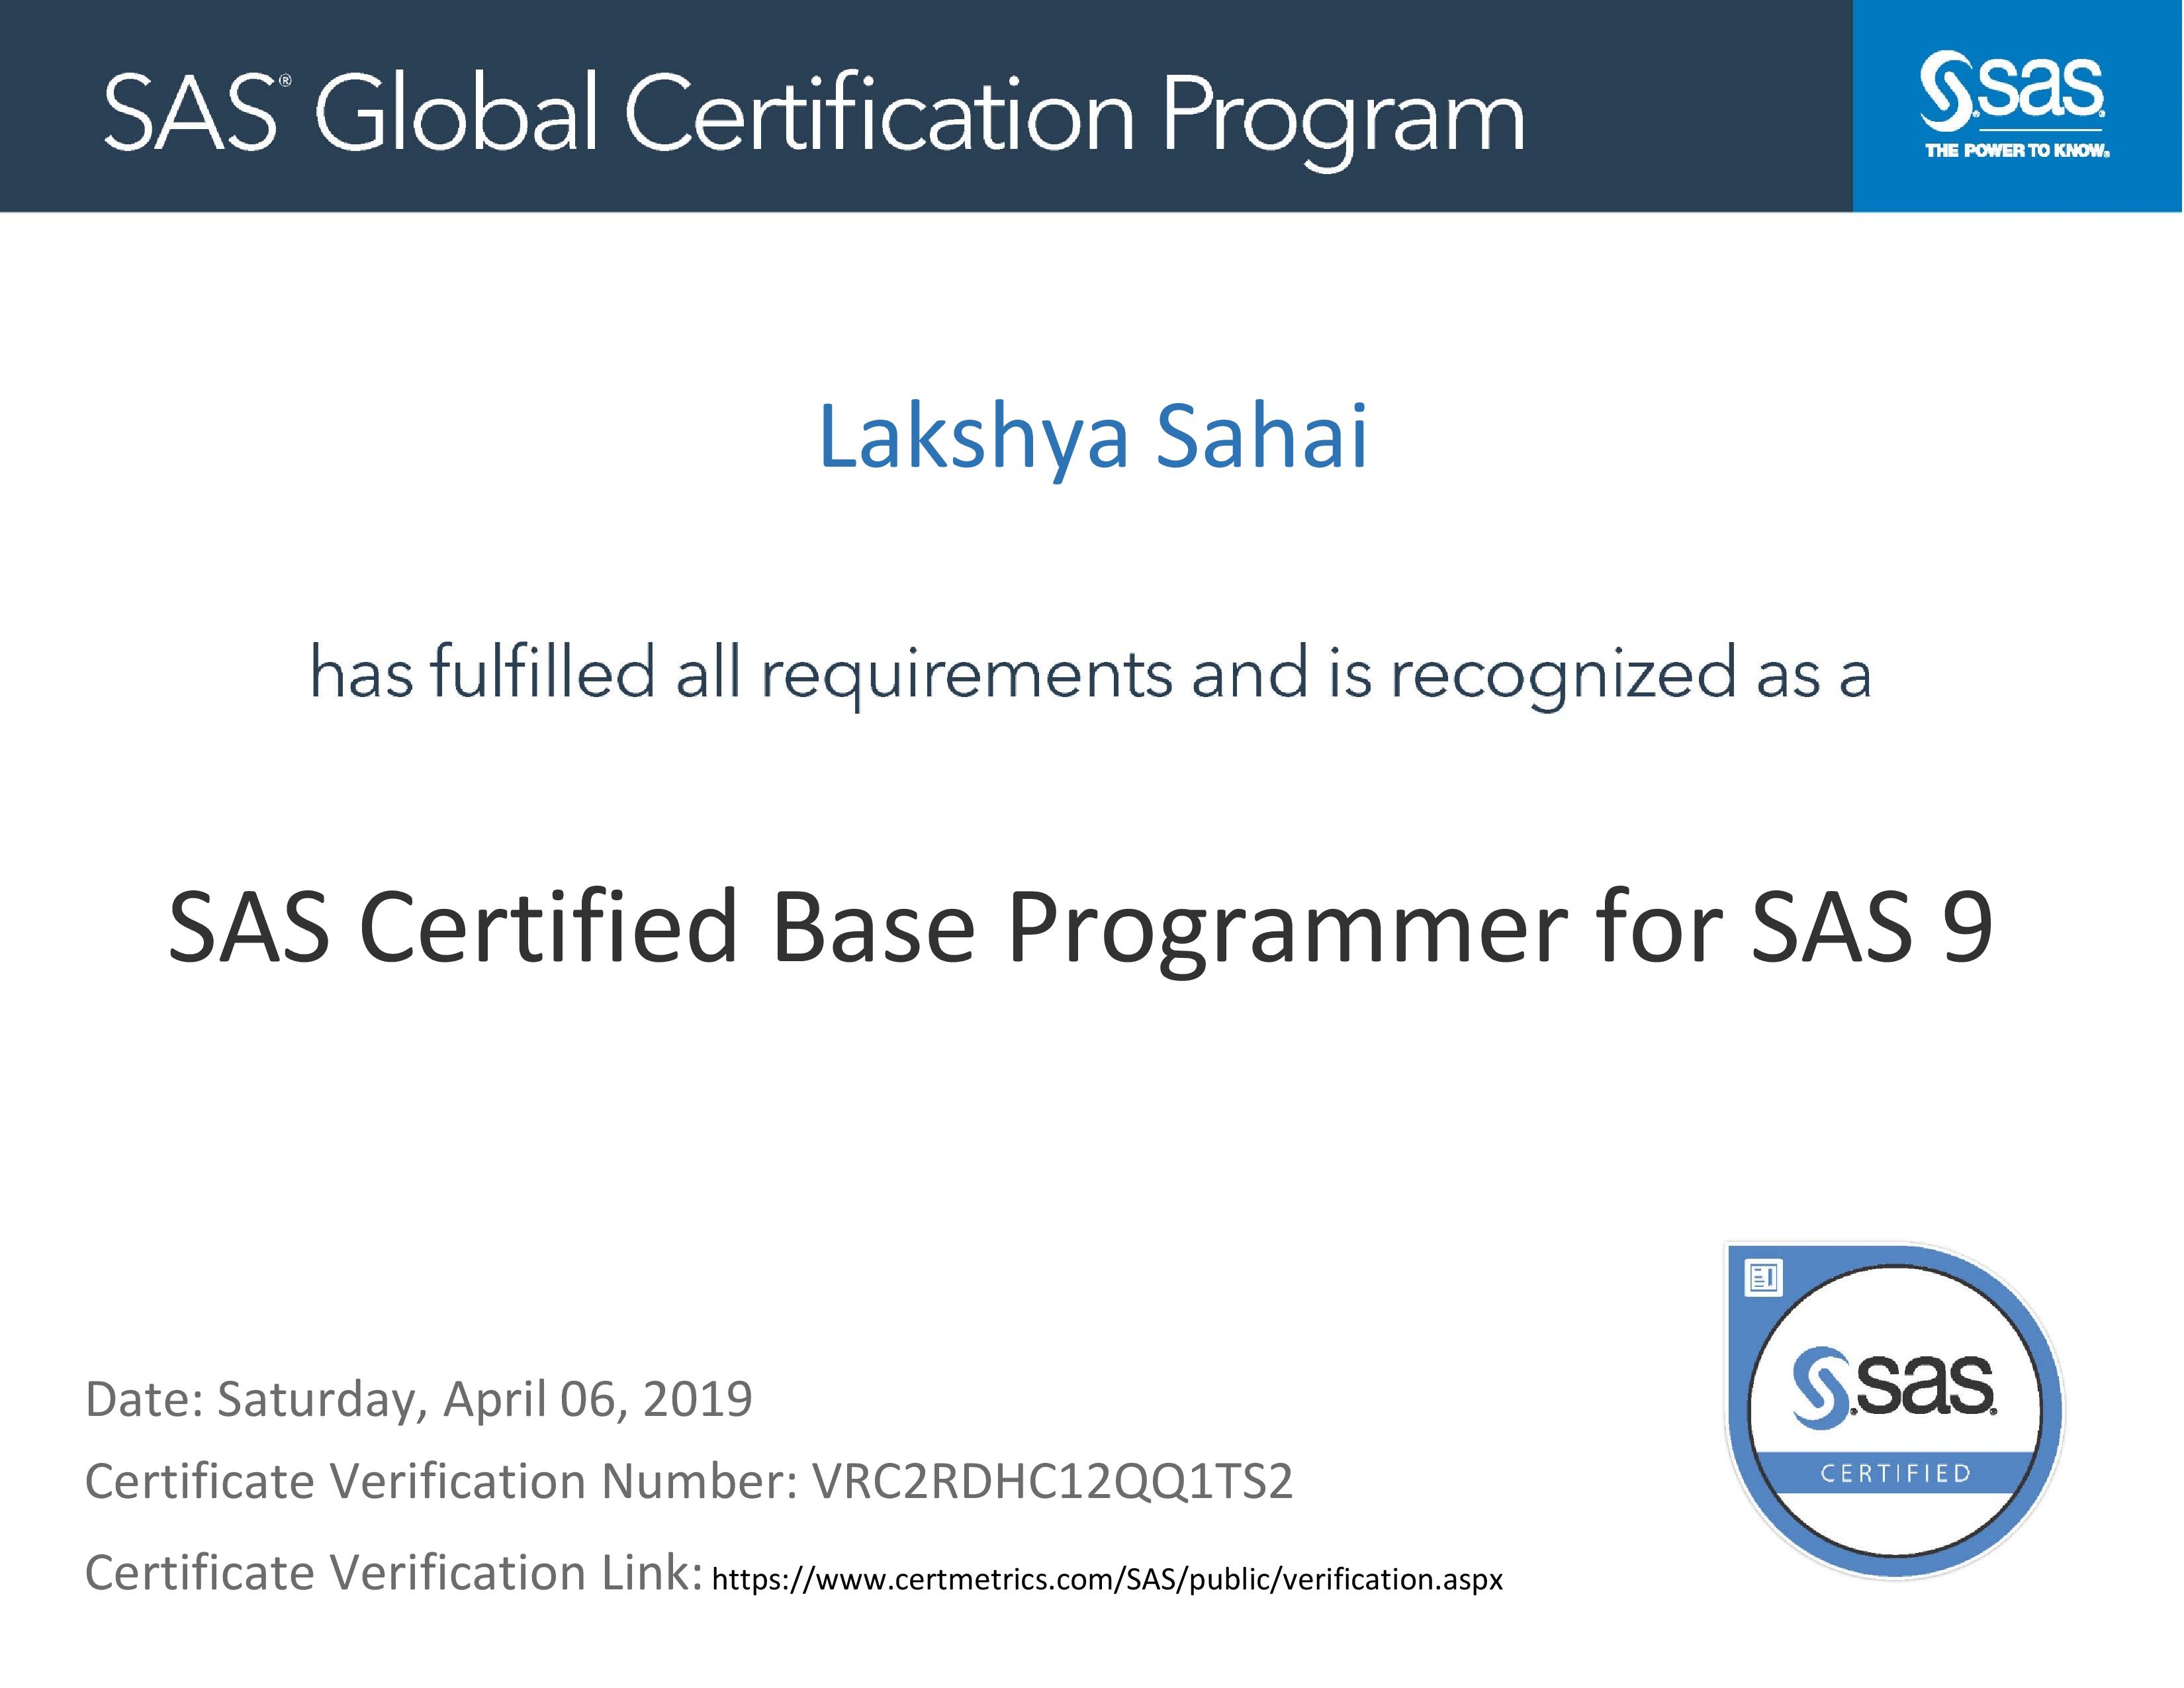 SAS® Global Certification Program
sas
THE POWER TO KNOW®
Lakshya Sahai
has fulfilled all requirements and is recognized as a
SAS Certified Base Programmer for SAS 9
sas
CERTIFIED
Date: Saturday, April 06, 2019
Certificate Verification Number: VRC2RDHC12QQ1TS2
Certificate Verification Link: https://www.certmetrics.com/SAS/public/verification.aspx